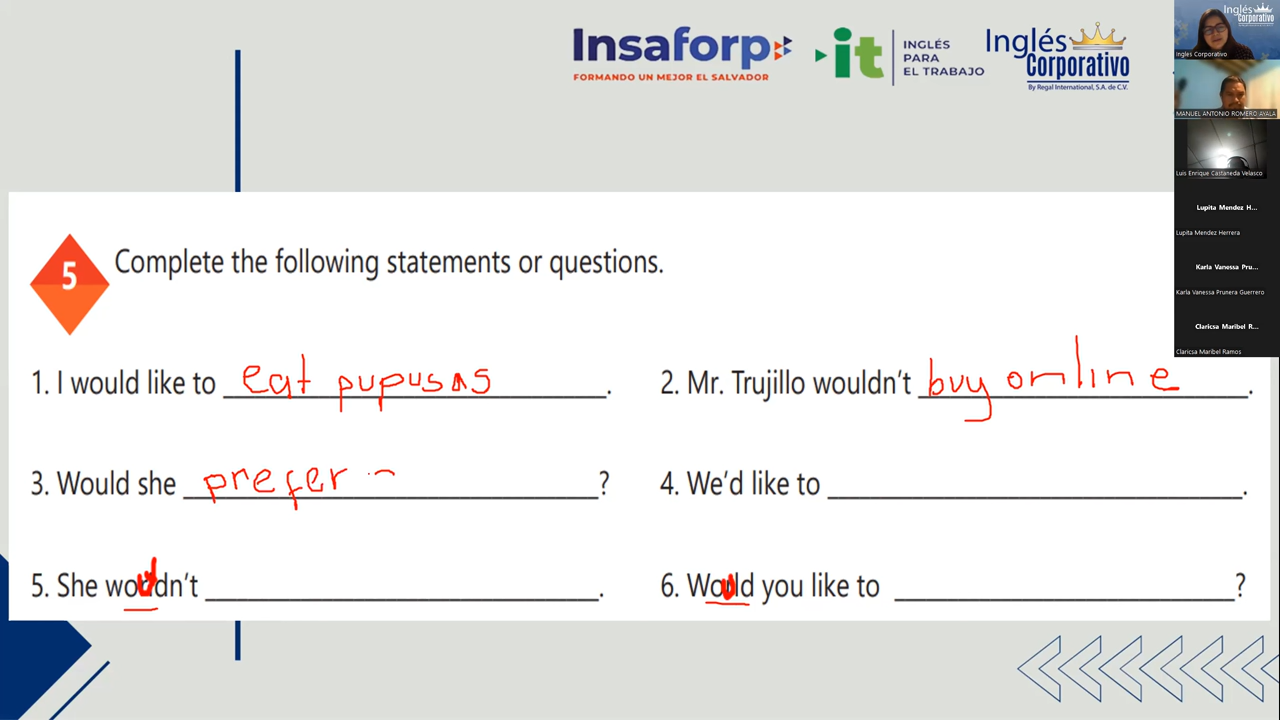 Insaforp
FORMANDO UN MEJOR EL SALVADOR
it
INGLÉS
PARA
EL TRABAJO
Inglés
Corporativo
By Regal International, S.A. de C.V.
Inglés
Corporativo
Ingles Corporativo
MANUEL ANTONIO ROMERO AYALA
Luis Enrique Castaneda Velasco
Lupita Mendez H...
Lupita Mendez Herrera
Karla Vanessa Pru...
Karla Vanessa Prunera Guerrero
Claricsa Maribel R...
Claricsa Maribel Ramos
5 Complete the following statements or questions.
1. I would like to eat pupusas.
2. Mr. Trujillo wouldn't buy online.
3. Would she prefer ?
4. We'd like to .
5. She wouldn't .
6. Would you like to ?